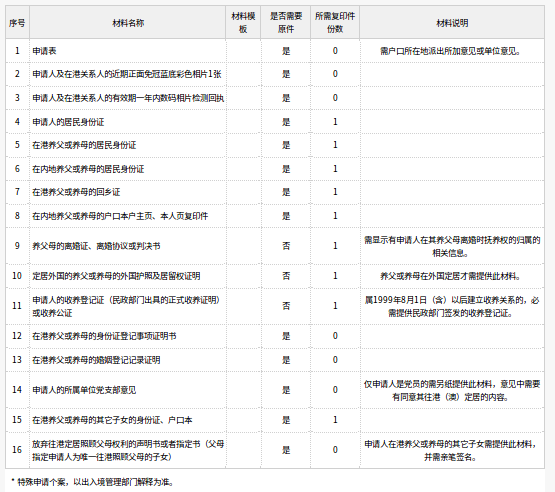 序号 材料名称 材料模板 是否需要原件 所需复印件份数 材料说明
1 申请表 是 0 需户口所在地派出所加意见或单位意见。
2 申请人及在港关系人的近期正面免冠蓝底彩色相片1张 是 0
3 申请人及在港关系人的有效期一年内数码相片检测回执 是 0
4 申请人的居民身份证 是 1
5 在港养父或养母的居民身份证 是 1
6 在内地养父或养母的居民身份证 是 1
7 在港养父或养母的回乡证 是 1
8 在内地养父或养母的户口本户主页、本人页复印件 是 1
9 养父母的离婚证、离婚协议或判决书 否 1 需显示有申请人在其养父母离婚时抚养权的归属的
相关信息。
10 定居外国的养父或养母的外国护照及居留权证明 否 1 养父或养母在外国定居才需提供此材料。
11 申请人的收养登记证（民政部门出具的正式收养证明）
或收养公证 否 1 属1999年8月1日（含）以后建立收养关系的，必
需提供民政部门签发的收养登记证。
12 在港养父或养母的身份证登记事项证明书 是 0
13 在港养父或养母的婚姻登记记录证明 是 0
14 申请人的所属单位党支部意见 是 0 仅申请人是党员的需另纸提供此材料，意见中需要
有同意其往港（澳）定居的内容。
15 在港养父或养母的其它子女的身份证、户口本 是 1
16 放弃往港定居照顾父母权利的声明书或者指定书（父母
指定申请人为唯一往港照顾父母的子女） 是 0 申请人在港养父或养母的其它子女需提供此材料，
并需亲笔签名。
* 特殊申请个案，以出入境管理部门解释为准。